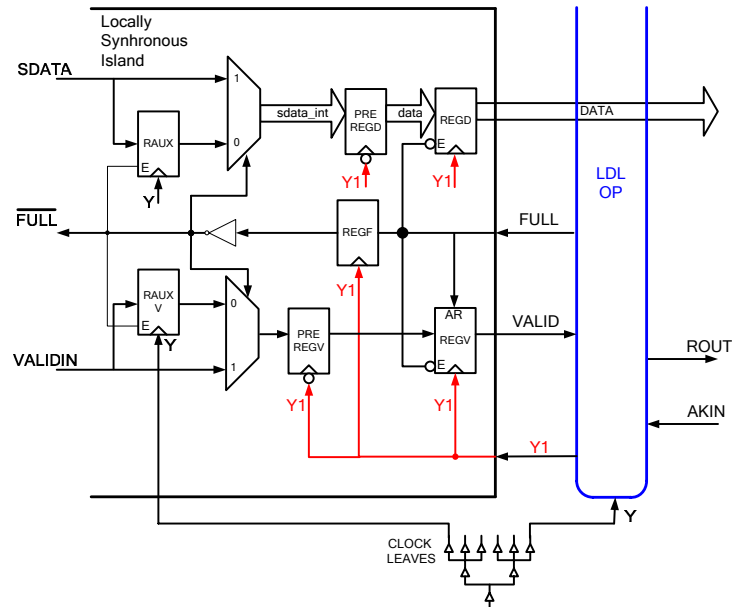 Locally
Synhronous
Island
SDATA
1
0
RAUX
E
Y
sdata_int
PRE
REGD
Y1
data
REGD
E
Y1
DATA
LDL
OP
FULL
REGF
Y1
FULL
RAUX
V
E
Y
0
1
VALIDIN
PRE
REGV
Y1
AR
REGV
E
VALID
ROUT
AKIN
Y1
Y
CLOCK
LEAVES